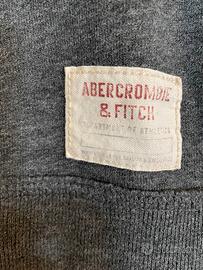 ABERCROMBIE
& FITCH
DEPARTMENT OF ATHLETICS